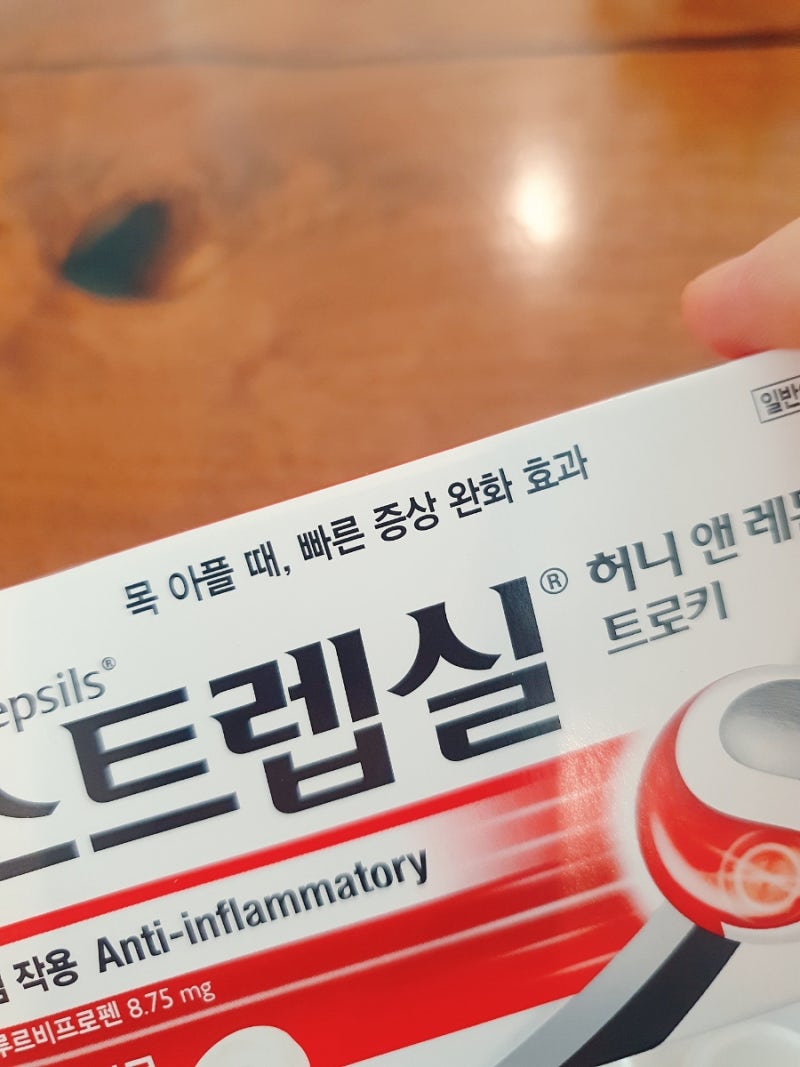 일반
목 아플 때, 빠른 증상 완화 효과
epsils®
스트렙실® 허니 앤 레
트로키
작용 Anti-inflammatory
루르비프로펜 8.75 mg